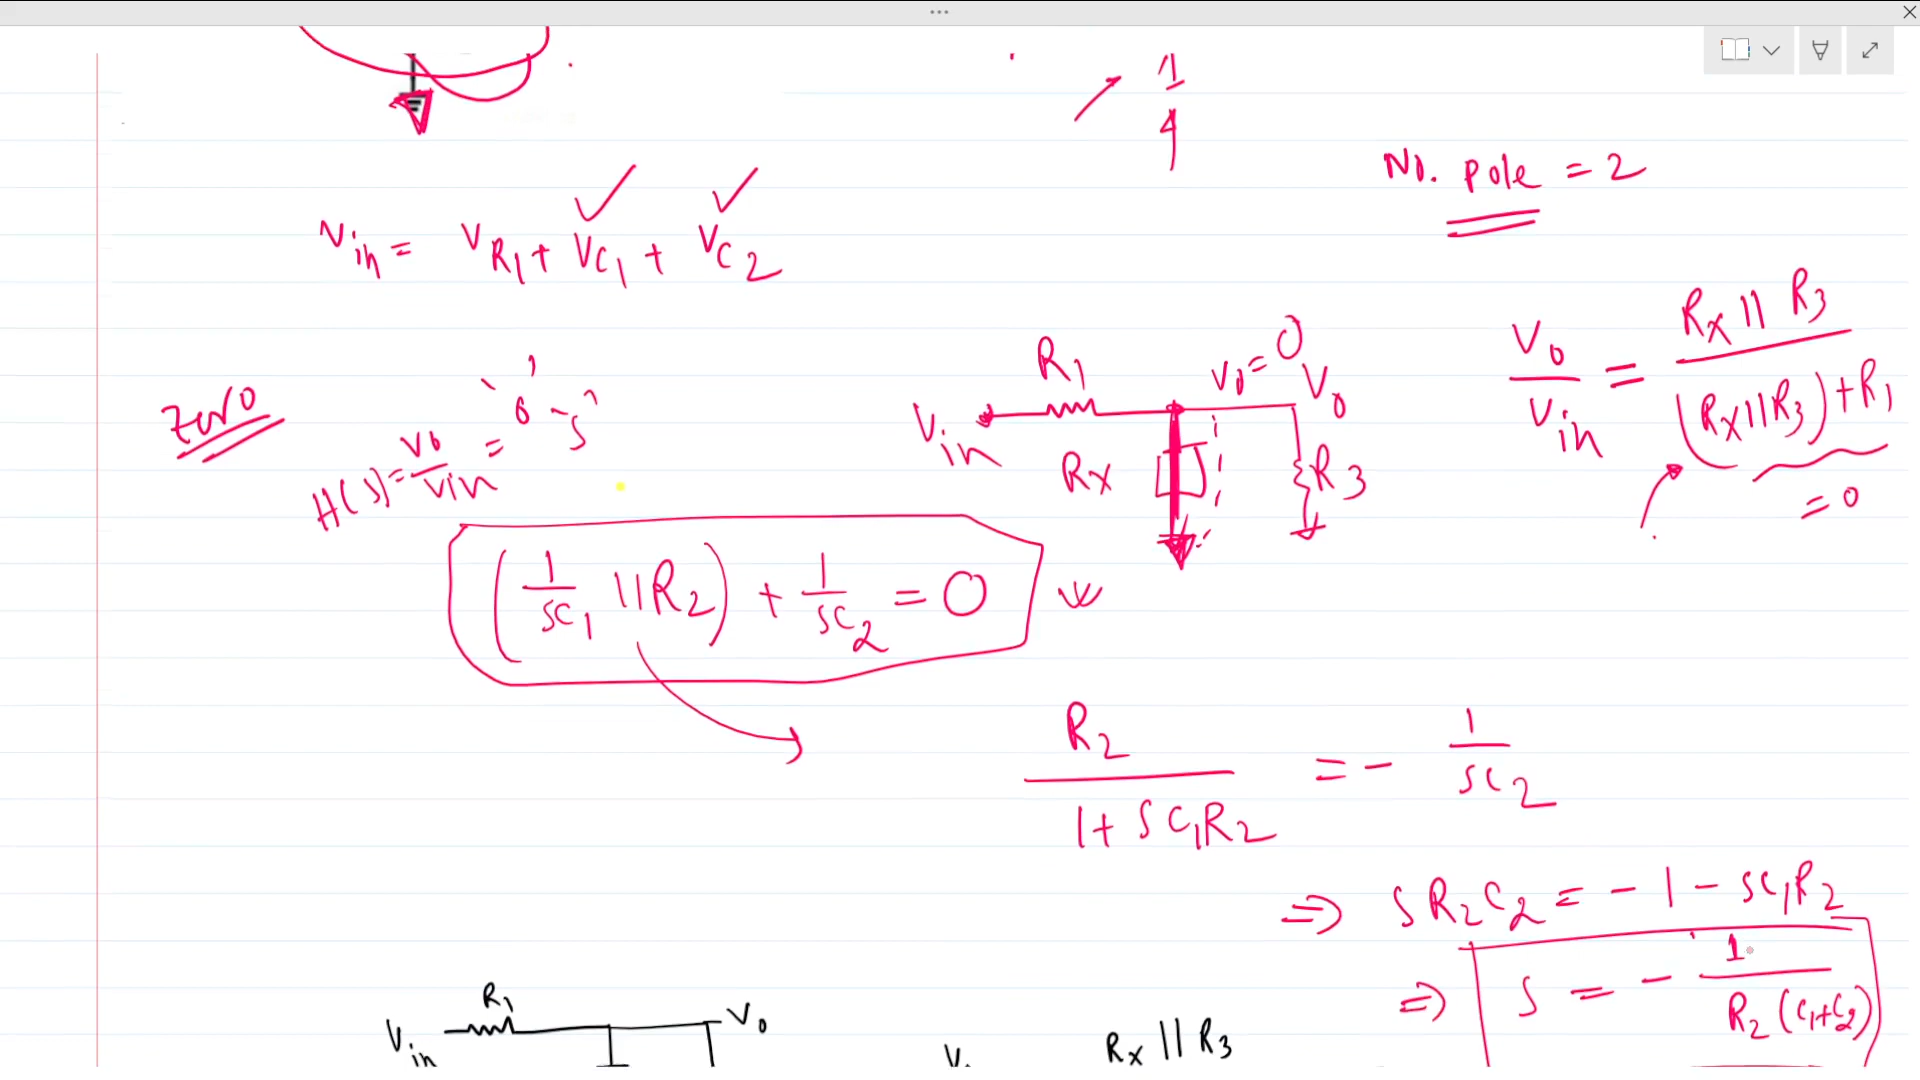 1/4
No. pole = 2
Vin = VR1 + VC1 + VC2
Zero
H(s) = Vo/Vin = "0"
R1
Vo = 0
Vo
Vin
Rx
R3
Vo/Vin = Rx || R3 / (Rx || R3) + R1
= 0
(1/SC1 || R2) + 1/SC2 = 0
R2 / 1 + SC1R2 = - 1/SC2
⇒ SR2C2 = - 1 - SC1R2
⇒ S = - 1 / R2 (C1+C2)
R1
Vin
Vo
Rx || R3